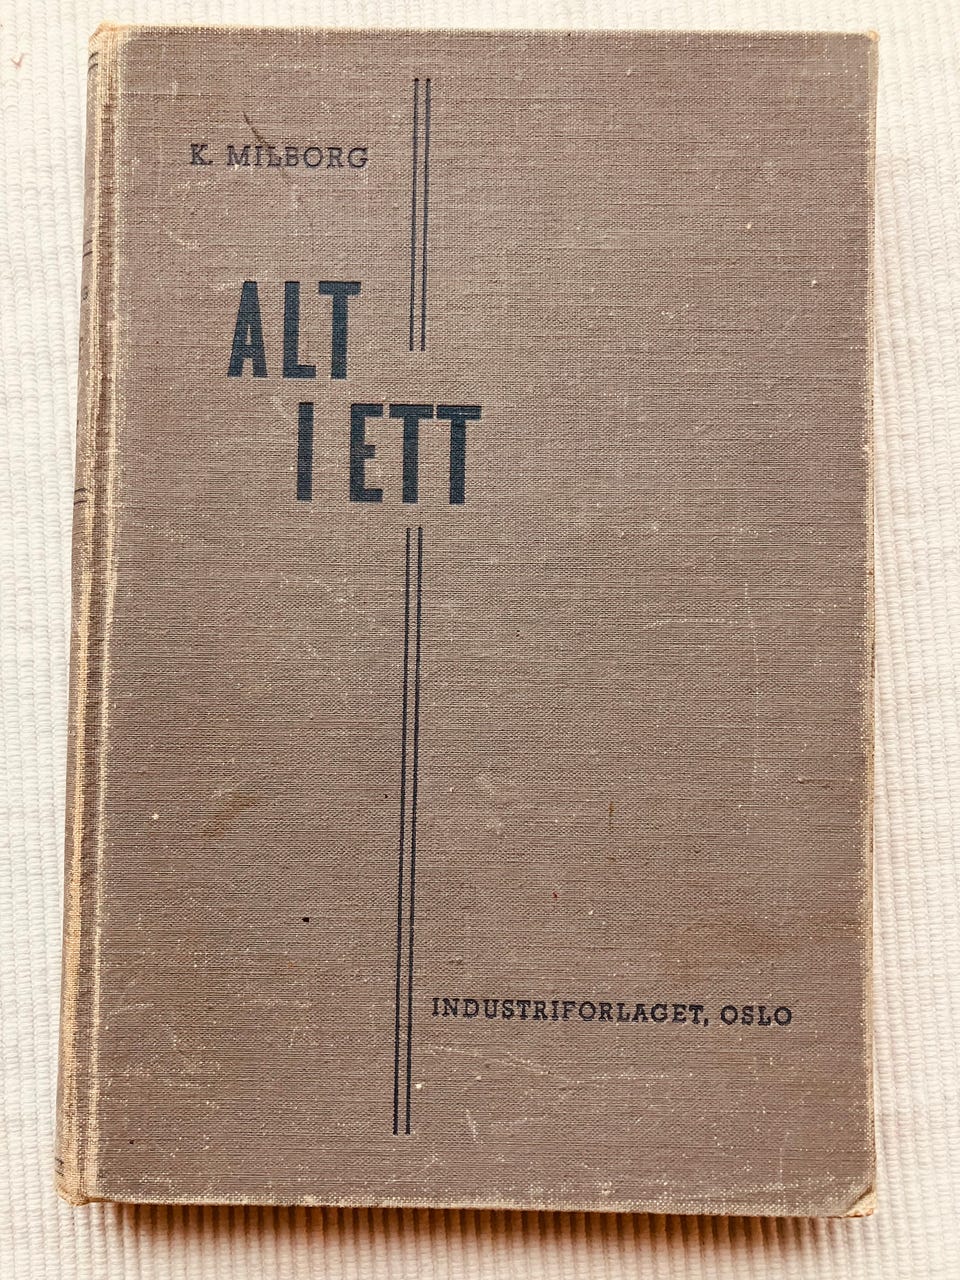 K. MILBORG
ALT
I ETT
INDUSTRIFORLAGET, OSLO